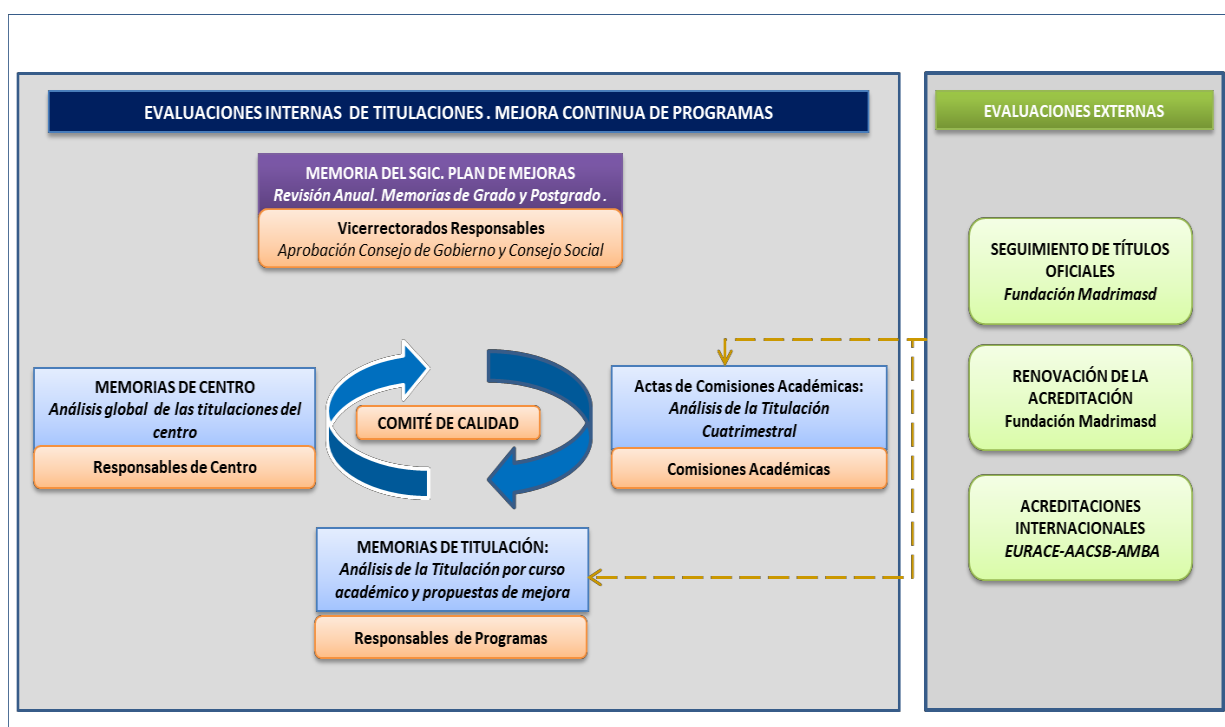 EVALUACIONES INTERNAS DE TITULACIONES . MEJORA CONTINUA DE PROGRAMAS
MEMORIA DEL SGIC. PLAN DE MEJORAS
Revisión Anual. Memorias de Grado y Postgrado .
Vicerrectorados Responsables
Aprobación Consejo de Gobierno y Consejo Social
MEMORIAS DE CENTRO
Análisis global de las titulaciones del
centro
Responsables de Centro
COMITÉ DE CALIDAD
Actas de Comisiones Académicas:
Análisis de la Titulación
Cuatrimestral
Comisiones Académicas
MEMORIAS DE TITULACIÓN:
Análisis de la Titulación por curso
académico y propuestas de mejora
Responsables de Programas
EVALUACIONES EXTERNAS
SEGUIMIENTO DE TÍTULOS
OFICIALES
Fundación Madrimasd
RENOVACIÓN DE LA
ACREDITACIÓN
Fundación Madrimasd
ACREDITACIONES
INTERNACIONALES
EURACE-AACSB-AMBA